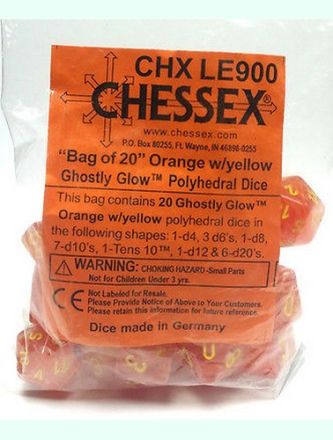 CHX LE900
CHESSEX®
www.chessex.com
P.O. Box 80255, Ft. Wayne, IN 46898-0255
"Bag of 20" Orange w/yellow
Ghostly Glow™ Polyhedral Dice
This bag contains 20 Ghostly Glow™
Orange w/yellow polyhedral dice in
the following shapes: 1-d4, 3 d6's, 1-d8,
7-d10's, 1-Tens 10™, 1-d12 & 6-d20's.
WARNING: CHOKING HAZARD-Small Parts
Not for Children Under 3 yrs.
CE Not Labeled for Resale.
Please Provide Notice Above to Your Customers.
Please retain this information for future reference.
Dice made in Germany